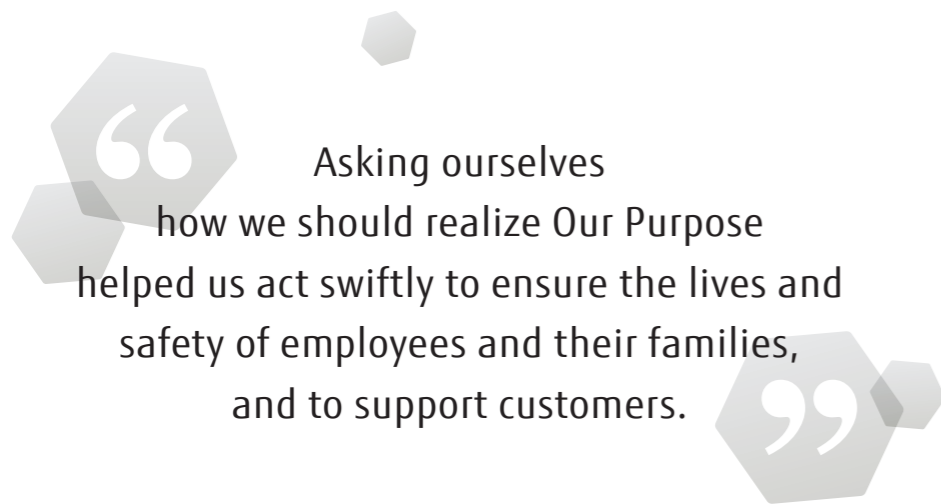 “
Asking ourselves
how we should realize Our Purpose
helped us act swiftly to ensure the lives and
safety of employees and their families,
and to support customers.
”